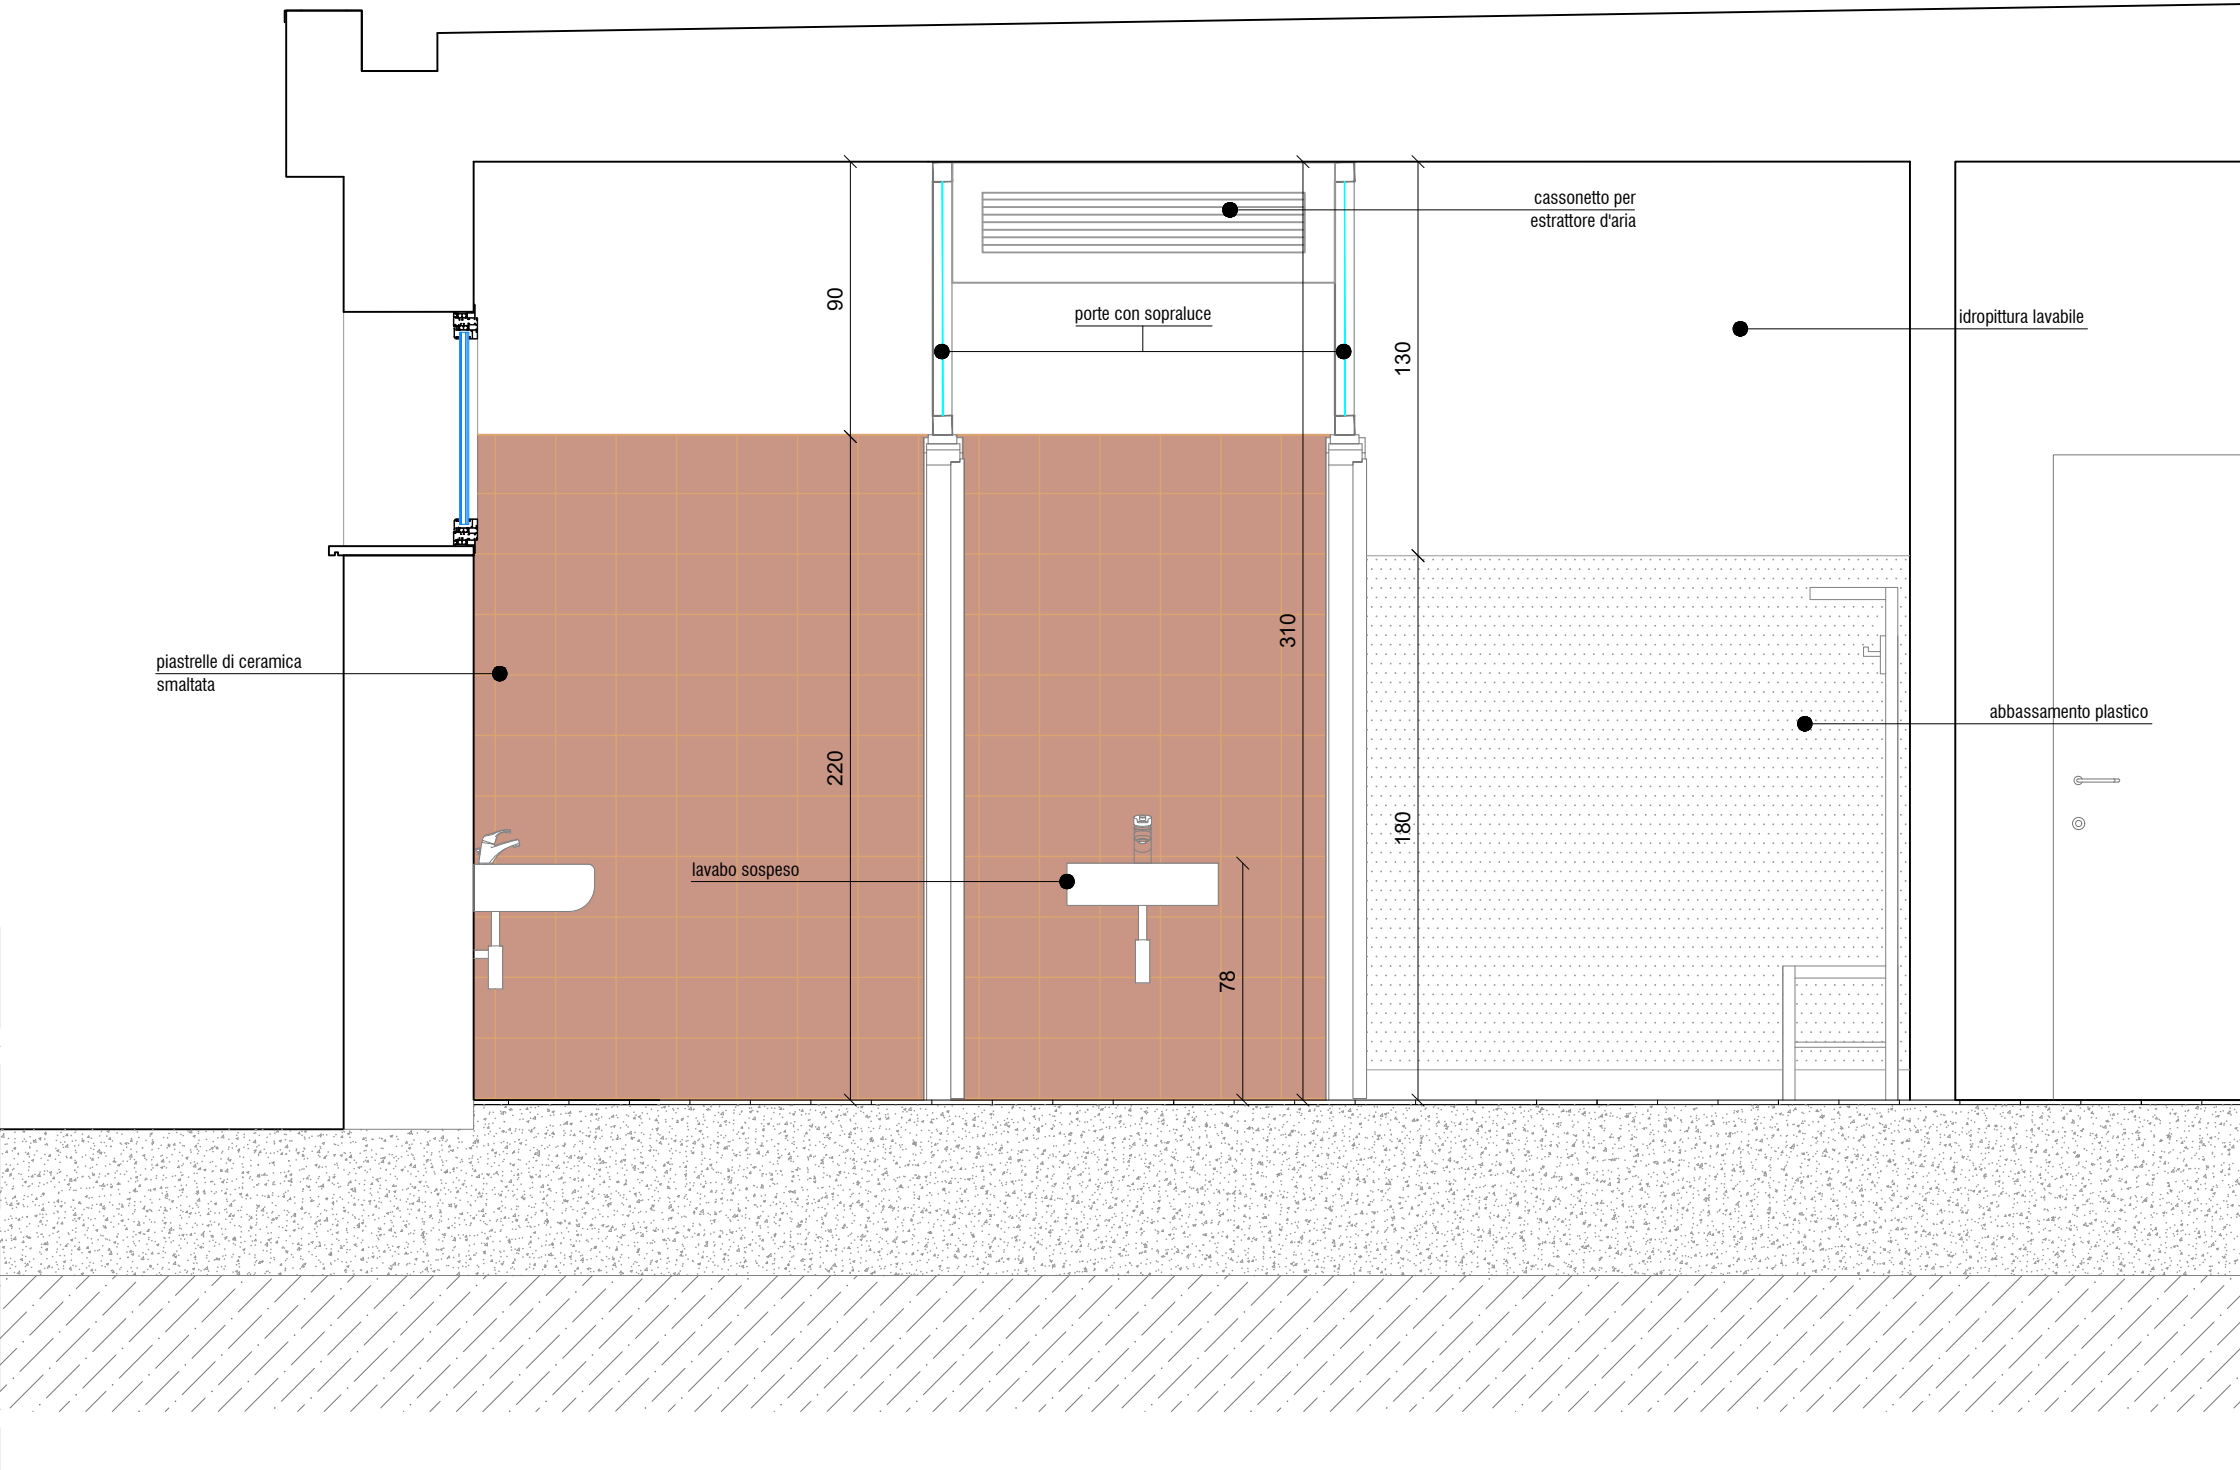 cassonetto per
estrattore d'aria
90
porte con sopraluce
idropittura lavabile
130
310
piastrelle di ceramica
smaltata
abbassamento plastico
220
180
lavabo sospeso
78